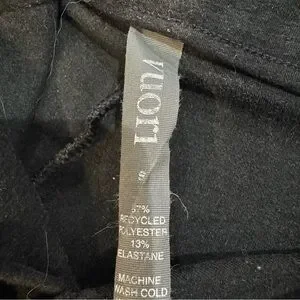 vuori
87%
RECYCLED
POLYESTER
13%
ELASTANE
MACHINE
WASH COLD